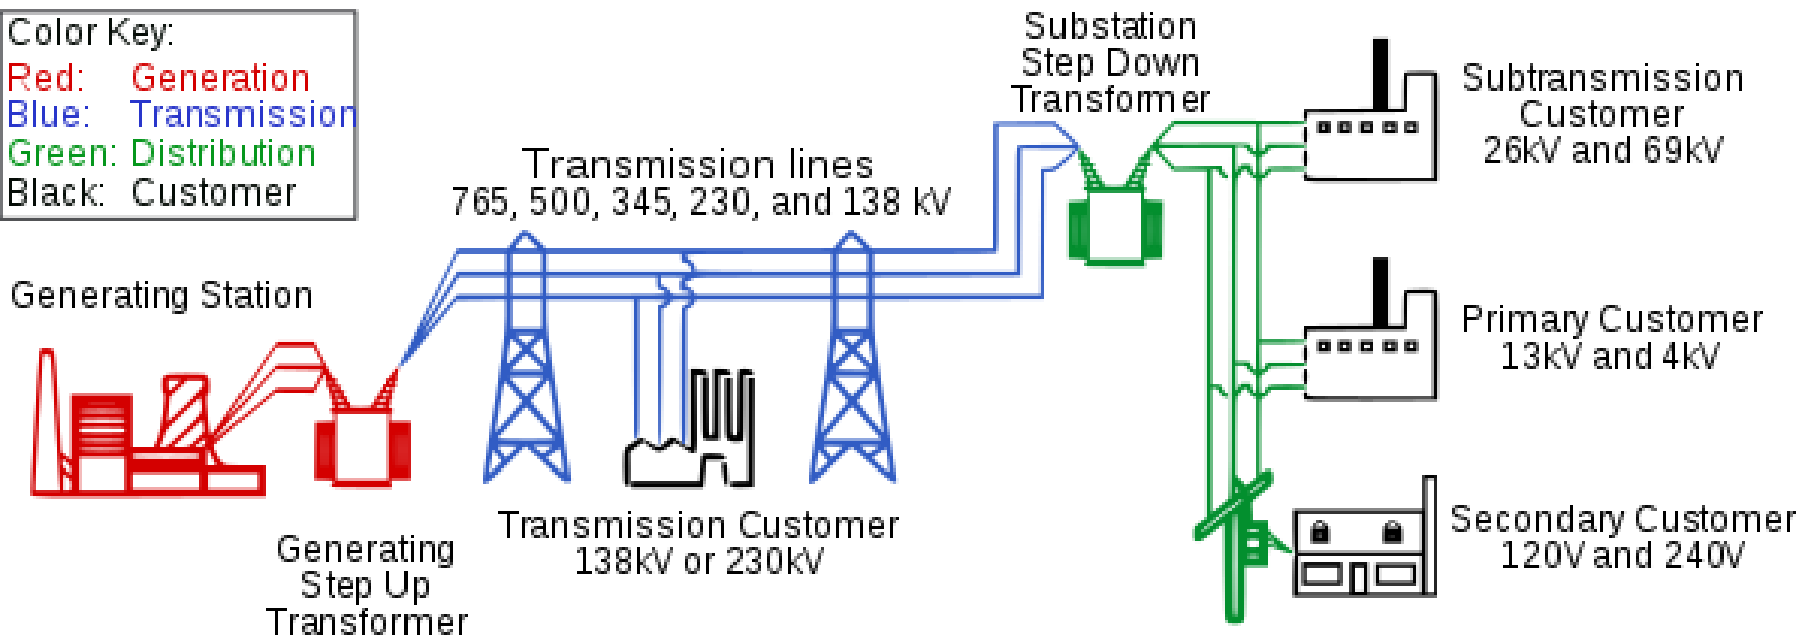 Color Key:
Red: Generation
Blue: Transmission
Green: Distribution
Black: Customer
Substation
Step Down
Transformer
Subtransmission
Customer
26kV and 69kV
Transmission lines
765, 500, 345, 230, and 138 kV
Generating Station
Primary Customer
13kV and 4kV
Transmission Customer
138kV or 230kV
Secondary Customer
120V and 240V
Generating
Step Up
Transformer